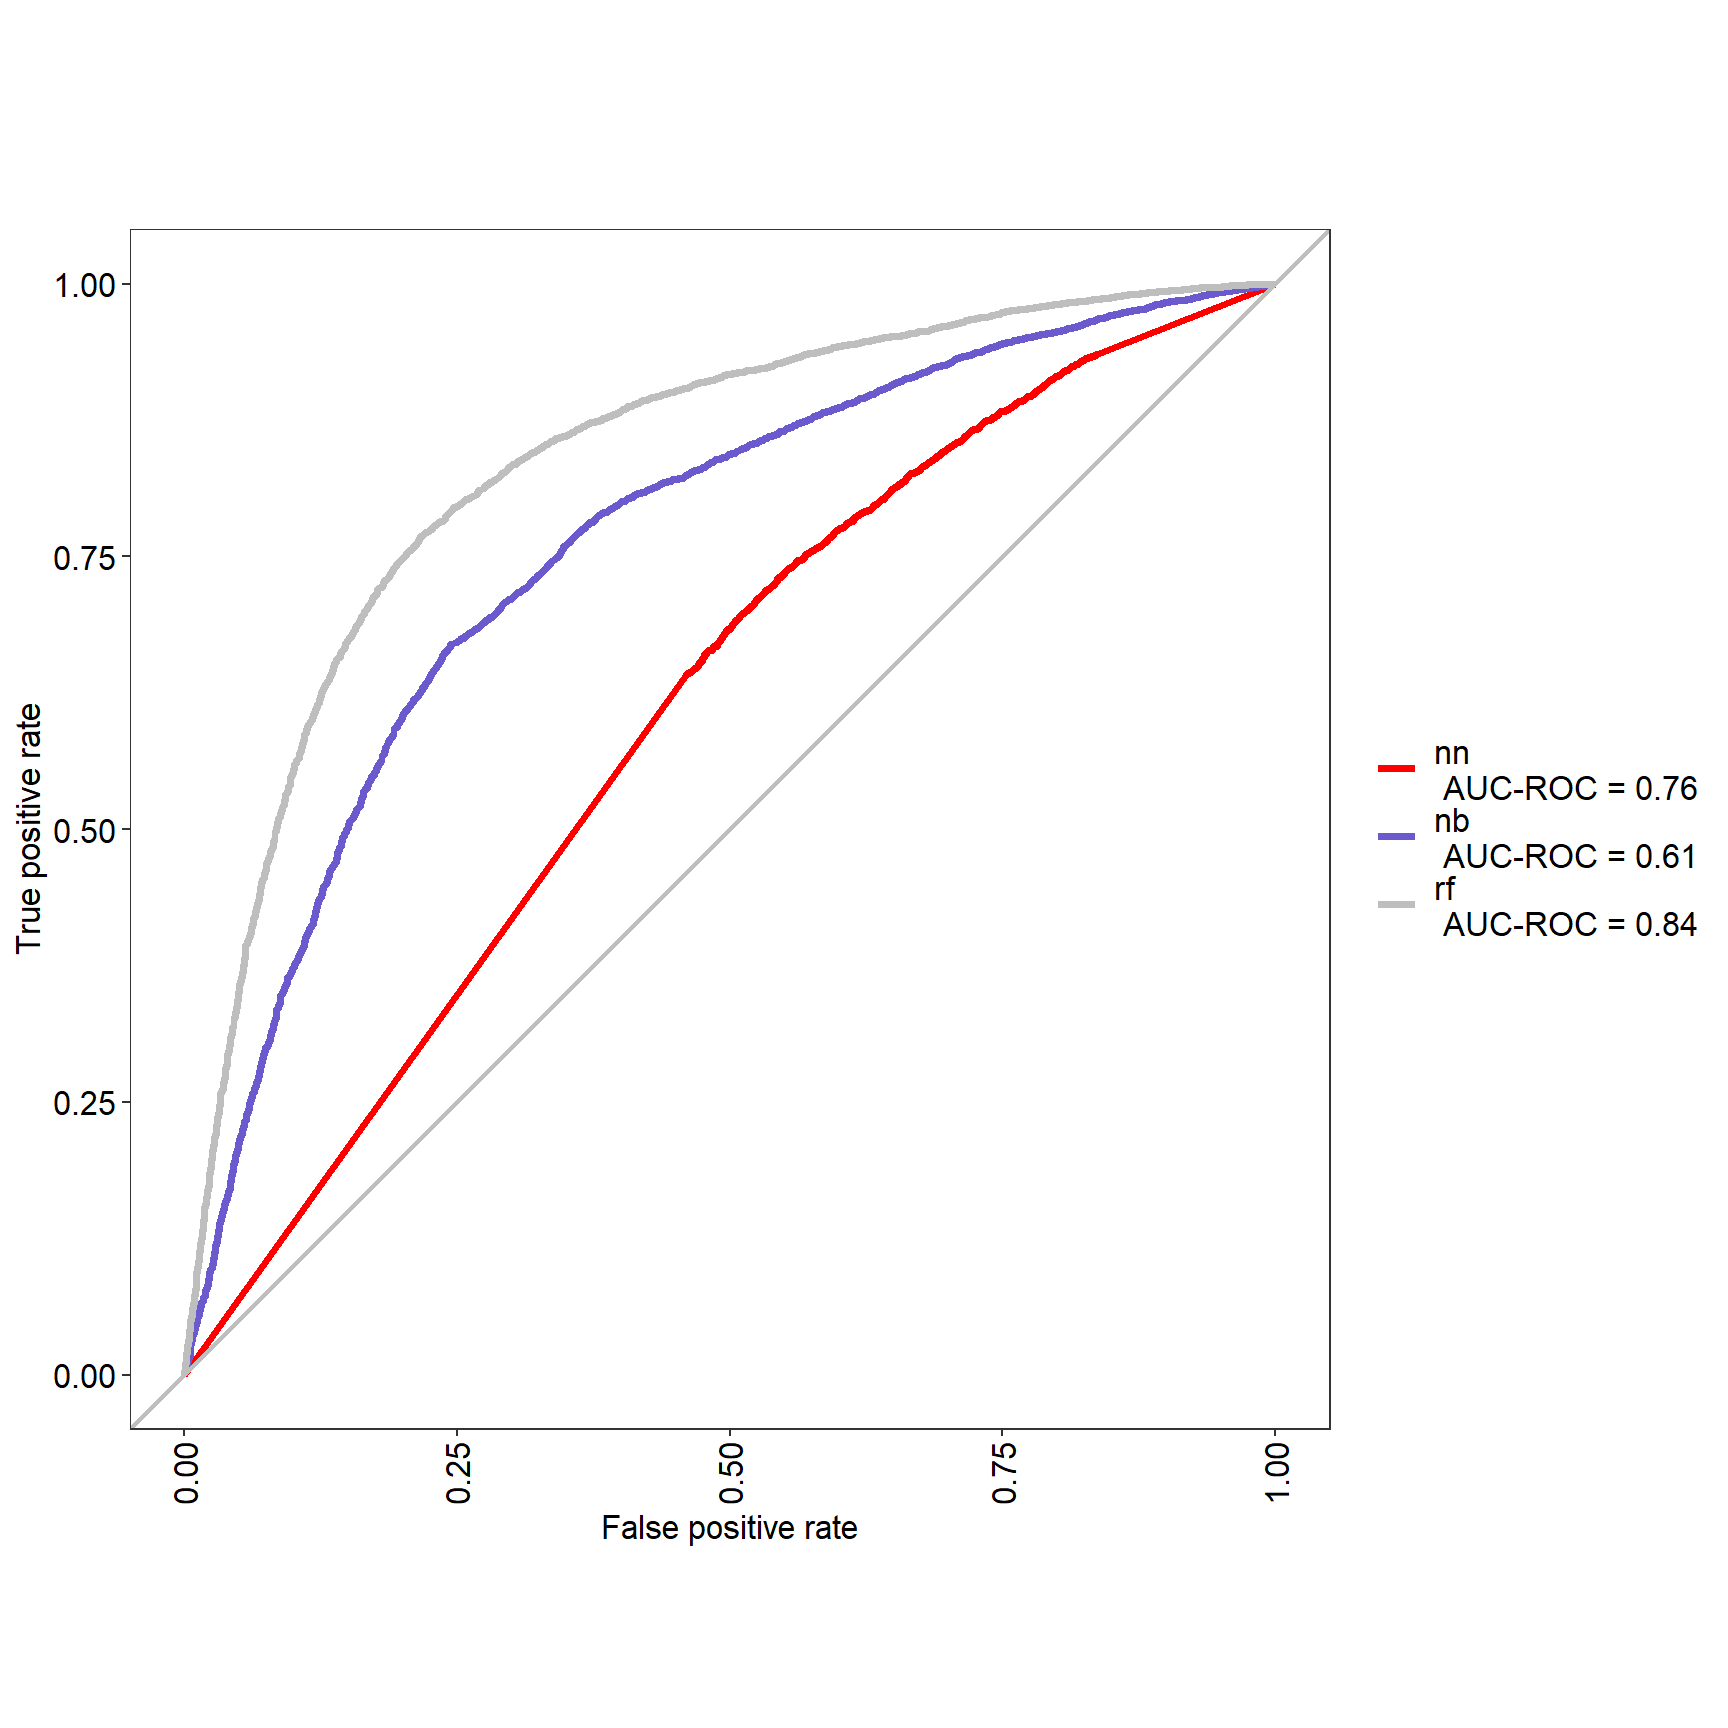 True positive rate
1.00
0.75
0.50
0.25
0.00
0.00
0.25
0.50
0.75
1.00
False positive rate
nn
AUC-ROC = 0.76
nb
AUC-ROC = 0.61
rf
AUC-ROC = 0.84